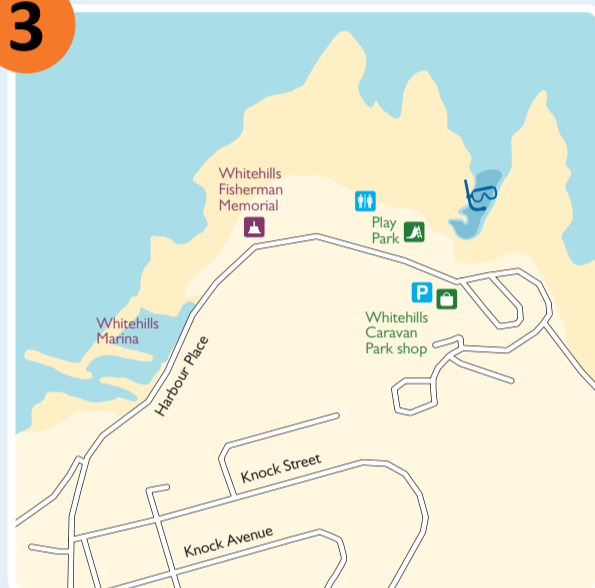 3
Whitehills
Fisherman
Memorial
Play
Park
P
Whitehills
Caravan
Park shop
Whitehills
Marina
Harbour Place
Knock Street
Knock Avenue